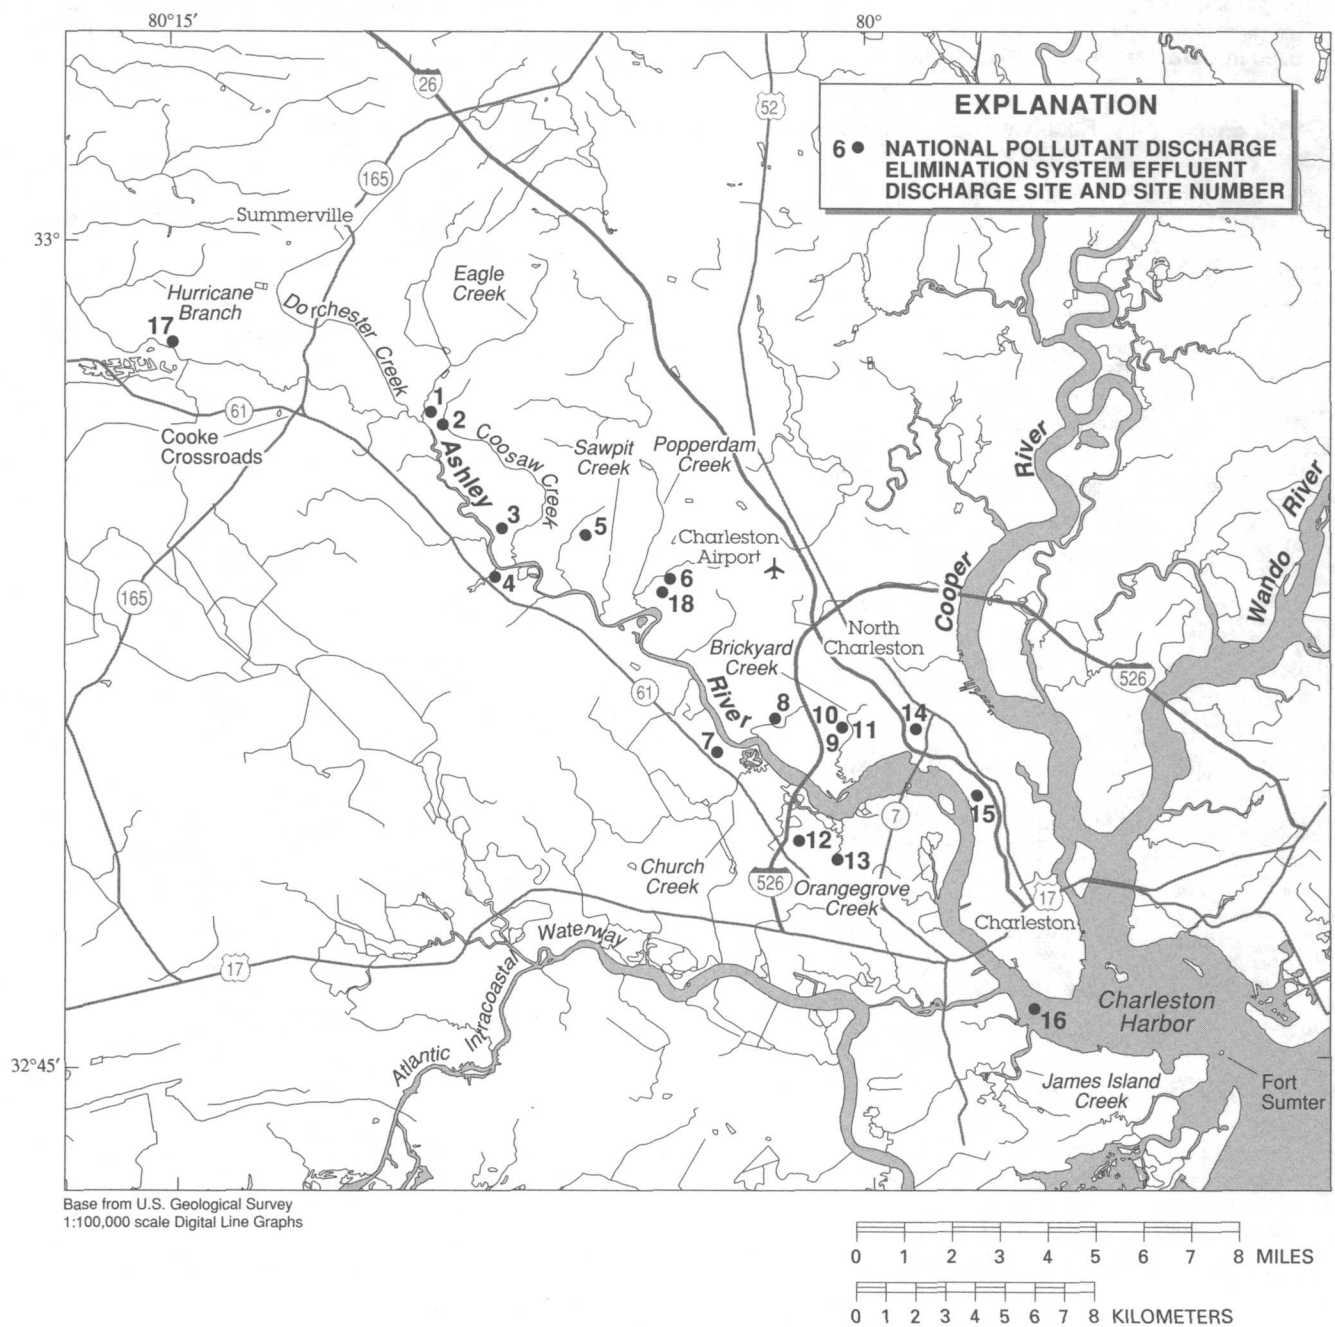 80°15′
80°
26
52
EXPLANATION
6 NATIONAL POLLUTANT DISCHARGE
ELIMINATION SYSTEM EFFLUENT
DISCHARGE SITE AND SITE NUMBER
165
Summerville
33°
Eagle
Creek
Hurricane
Branch
17
Dorchester Creek
1
2
61
Cooke
Crossroads
Ashley
Coosaw Creek
Sawpit
Creek
Popperdam
Creek
River
River
3
5
Charleston
Airport
4
6
18
165
Cooper
Wando
North
Charleston
Brickyard
Creek
526
61
River
8
10
11
9
14
7
15
7
12
13
Church
Creek
526
Orangegrove
Creek
17
Charleston
Waterway
17
Intracoastal
Atlantic
16
Charleston
Harbor
32°45′
James Island
Creek
Fort
Sumter
Base from U.S. Geological Survey
1:100,000 scale Digital Line Graphs
0 1 2 3 4 5 6 7 8 MILES
0 1 2 3 4 5 6 7 8 KILOMETERS